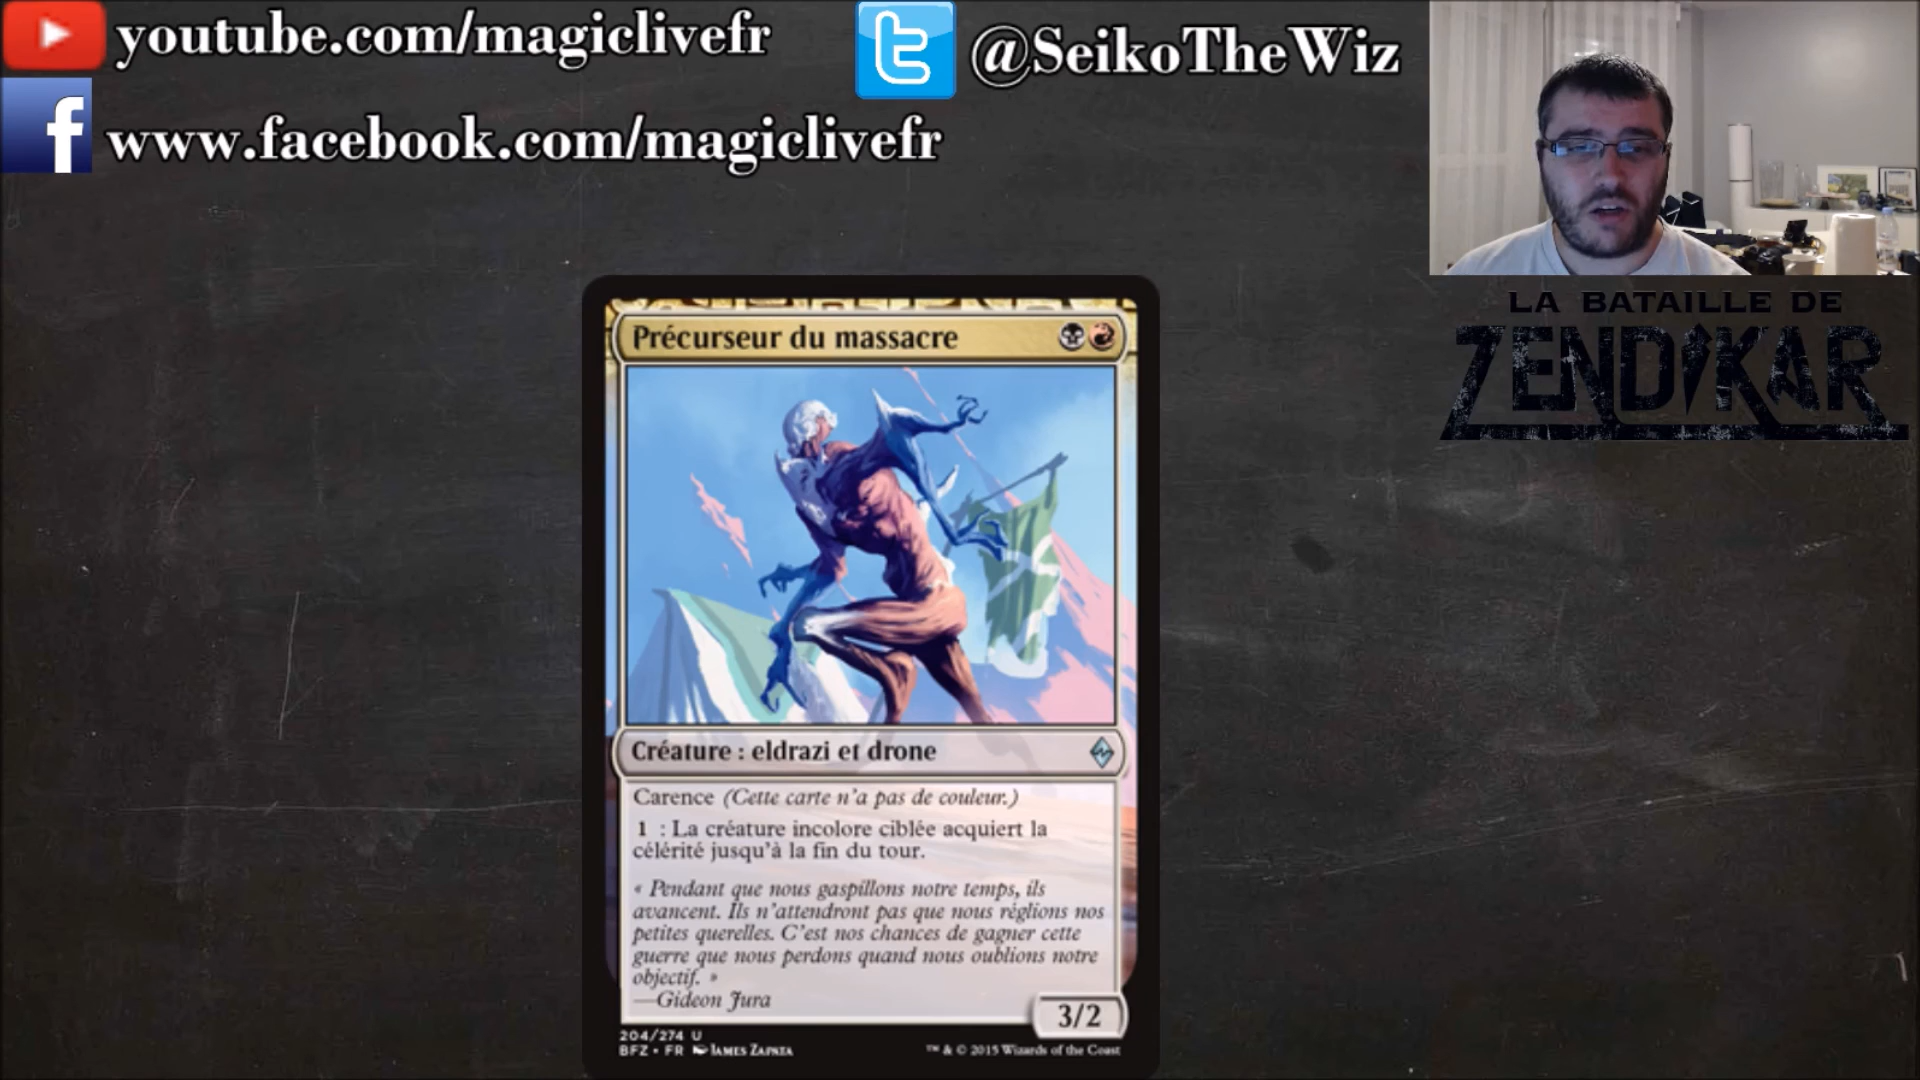 youtube.com/magiclivefr
@SeikoTheWiz
www.facebook.com/magiclivefr
LA BATAILLE DE
ZENDIKAR
Précurseur du massacre
Créature : eldrazi et drone
Carence (Cette carte n'a pas de couleur.)
1 : La créature incolore ciblée acquiert la
célérité jusqu'à la fin du tour.
« Pendant que nous gaspillons notre temps, ils
avancent. Ils n'attendront pas que nous réglions nos
petites querelles. C'est nos chances de gagner cette
guerre que nous perdons quand nous oublions notre
objectif. »
—Gideon Jura
3/2
204/274 U
BFZ • FR James Zapata
™ & © 2015 Wizards of the Coast